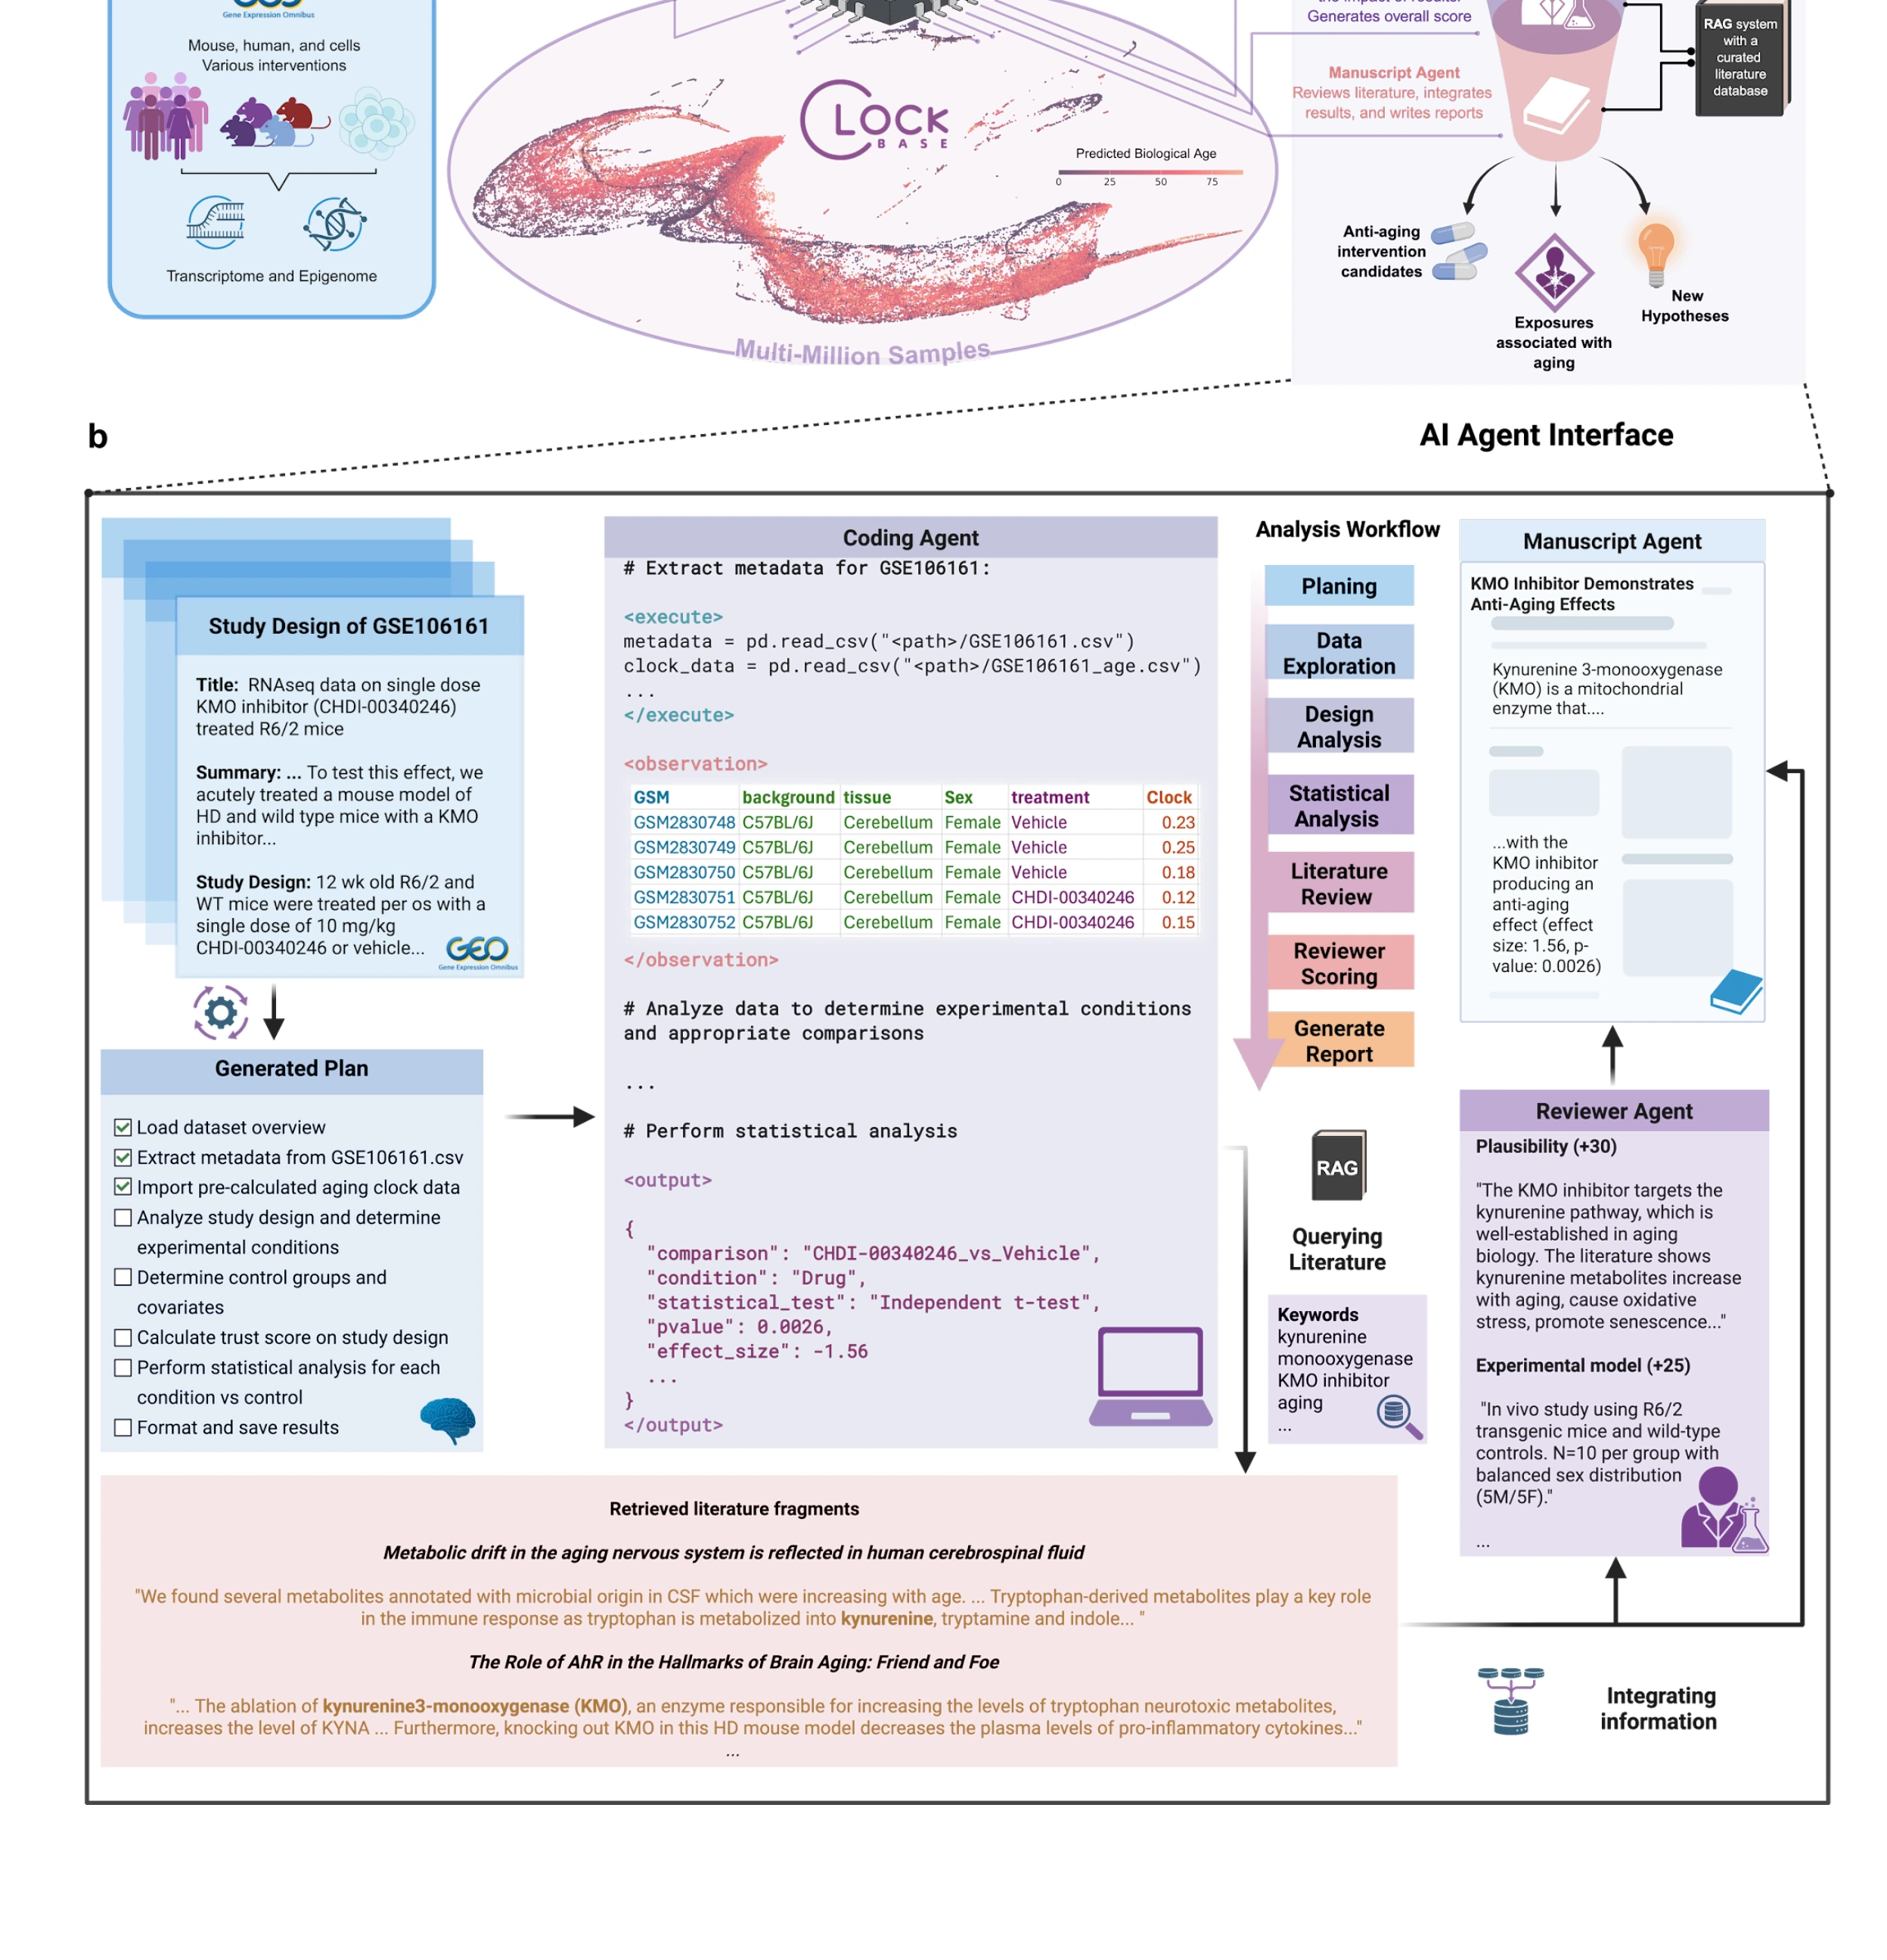 Gene Expression Omnibus
Mouse, human, and cells
Various interventions
Transcriptome and Epigenome
CLOCK
BASE
Predicted Biological Age
0 25 50 75
Multi-Million Samples
Generates overall score
Manuscript Agent
Reviews literature, integrates
results, and writes reports
RAG system
with a
curated
literature
database
Anti-aging
intervention
candidates
Exposures
associated with
aging
New
Hypotheses
b
AI Agent Interface
Study Design of GSE106161
Title: RNAseq data on single dose
KMO inhibitor (CHDI-00340246)
treated R6/2 mice
Summary: ... To test this effect, we
acutely treated a mouse model of
HD and wild type mice with a KMO
inhibitor...
Study Design: 12 wk old R6/2 and
WT mice were treated per os with a
single dose of 10 mg/kg
CHDI-00340246 or vehicle...
GEO
Gene Expression Omnibus
Generated Plan
Load dataset overview
Extract metadata from GSE106161.csv
Import pre-calculated aging clock data
Analyze study design and determine
experimental conditions
Determine control groups and
covariates
Calculate trust score on study design
Perform statistical analysis for each
condition vs control
Format and save results
Coding Agent
# Extract metadata for GSE106161:
<execute>
metadata = pd.read_csv("<path>/GSE106161.csv")
clock_data = pd.read_csv("<path>/GSE106161_age.csv")
...
</execute>
<observation>
GSM background tissue Sex treatment Clock
GSM2830748 C57BL/6J Cerebellum Female Vehicle 0.23
GSM2830749 C57BL/6J Cerebellum Female Vehicle 0.25
GSM2830750 C57BL/6J Cerebellum Female Vehicle 0.18
GSM2830751 C57BL/6J Cerebellum Female CHDI-00340246 0.12
GSM2830752 C57BL/6J Cerebellum Female CHDI-00340246 0.15
</observation>
# Analyze data to determine experimental conditions
and appropriate comparisons
...
# Perform statistical analysis
<output>
{
"comparison": "CHDI-00340246_vs_Vehicle",
"condition": "Drug",
"statistical_test": "Independent t-test",
"pvalue": 0.0026,
"effect_size": -1.56
...
}
</output>
Analysis Workflow
Planing
Data
Exploration
Design
Analysis
Statistical
Analysis
Literature
Review
Reviewer
Scoring
Generate
Report
RAG
Querying
Literature
Keywords
kynurenine
monooxygenase
KMO inhibitor
aging
...
Manuscript Agent
KMO Inhibitor Demonstrates
Anti-Aging Effects
Kynurenine 3-monooxygenase
(KMO) is a mitochondrial
enzyme that....
...with the
KMO inhibitor
producing an
anti-aging
effect (effect
size: 1.56, p-
value: 0.0026)
Reviewer Agent
Plausibility (+30)
"The KMO inhibitor targets the
kynurenine pathway, which is
well-established in aging
biology. The literature shows
kynurenine metabolites increase
with aging, cause oxidative
stress, promote senescence..."
Experimental model (+25)
"In vivo study using R6/2
transgenic mice and wild-type
controls. N=10 per group with
balanced sex distribution
(5M/5F)."
...
Retrieved literature fragments
Metabolic drift in the aging nervous system is reflected in human cerebrospinal fluid
"We found several metabolites annotated with microbial origin in CSF which were increasing with age. ... Tryptophan-derived metabolites play a key role
in the immune response as tryptophan is metabolized into kynurenine, tryptamine and indole... "
The Role of AhR in the Hallmarks of Brain Aging: Friend and Foe
"... The ablation of kynurenine3-monooxygenase (KMO), an enzyme responsible for increasing the levels of tryptophan neurotoxic metabolites,
increases the level of KYNA ... Furthermore, knocking out KMO in this HD mouse model decreases the plasma levels of pro-inflammatory cytokines..."
...
Integrating
information